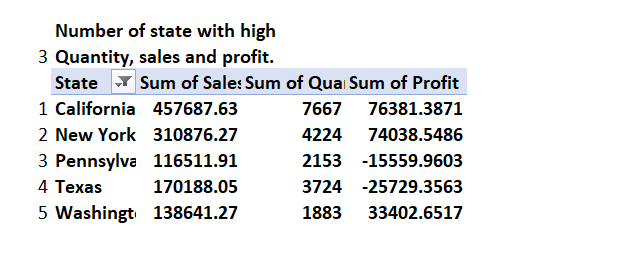 Number of state with high
3 Quantity, sales and profit.
State Sum of Sales Sum of Qua Sum of Profit
1 California 457687.63 7667 76381.3871
2 New York 310876.27 4224 74038.5486
3 Pennsylva 116511.91 2153 -15559.9603
4 Texas 170188.05 3724 -25729.3563
5 Washingt 138641.27 1883 33402.6517